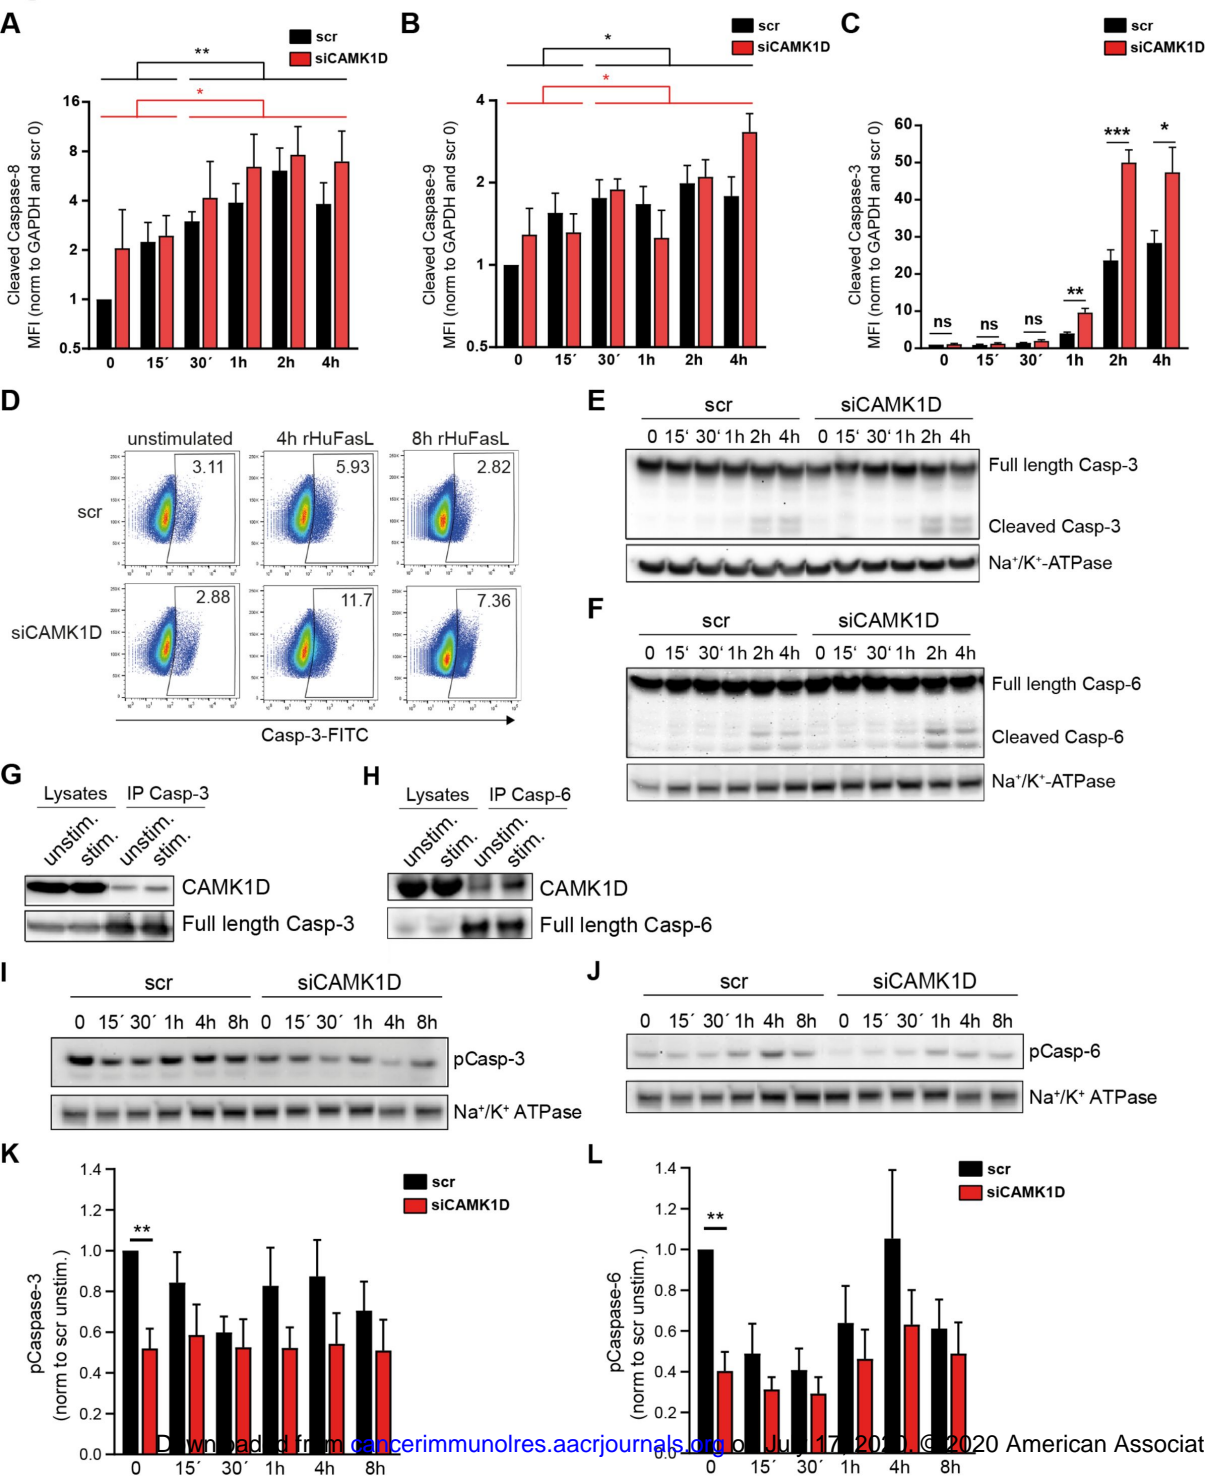 A
scr
siCAMK1D
**
*
Cleaved Caspase-8
MFI (norm to GAPDH and scr 0)
16
8
4
2
1
0.5
0 15´ 30´ 1h 2h 4h
B
scr
siCAMK1D
*
*
Cleaved Caspase-9
MFI (norm to GAPDH and scr 0)
4
2
1
0.5
0 15´ 30´ 1h 2h 4h
C
scr
siCAMK1D
Cleaved Caspase-3
MFI (norm to GAPDH and scr 0)
60
50
40
30
20
10
0
ns ns ns ** *** *
0 15´ 30´ 1h 2h 4h
D
unstimulated 4h rHuFasL 8h rHuFasL
scr
3.11 5.93 2.82
siCAMK1D
2.88 11.7 7.36
Casp-3-FITC
E
scr siCAMK1D
0 15‘ 30‘ 1h 2h 4h 0 15‘ 30‘ 1h 2h 4h
Full length Casp-3
Cleaved Casp-3
Na⁺/K⁺-ATPase
F
scr siCAMK1D
0 15‘ 30‘ 1h 2h 4h 0 15‘ 30‘ 1h 2h 4h
Full length Casp-6
Cleaved Casp-6
Na⁺/K⁺-ATPase
G
Lysates IP Casp-3
unstim. stim. unstim. stim.
CAMK1D
Full length Casp-3
H
Lysates IP Casp-6
unstim. stim. unstim. stim.
CAMK1D
Full length Casp-6
I
scr siCAMK1D
0 15´ 30´ 1h 4h 8h 0 15´ 30´ 1h 4h 8h
pCasp-3
Na⁺/K⁺ ATPase
J
scr siCAMK1D
0 15´ 30´ 1h 4h 8h 0 15´ 30´ 1h 4h 8h
pCasp-6
Na⁺/K⁺ ATPase
K
scr
siCAMK1D
pCaspase-3
(norm to scr unstim.)
1.4
1.2
1.0
0.8
0.6
0.4
0.2
0.0
**
0 15´ 30´ 1h 4h 8h
L
scr
siCAMK1D
pCaspase-6
(norm to scr unstim.)
1.4
1.2
1.0
0.8
0.6
0.4
0.2
0.0
**
0 15´ 30´ 1h 4h 8h
Downloaded from cancerimmunolres.aacrjournals.org on July 17, 2020. © 2020 American Associat